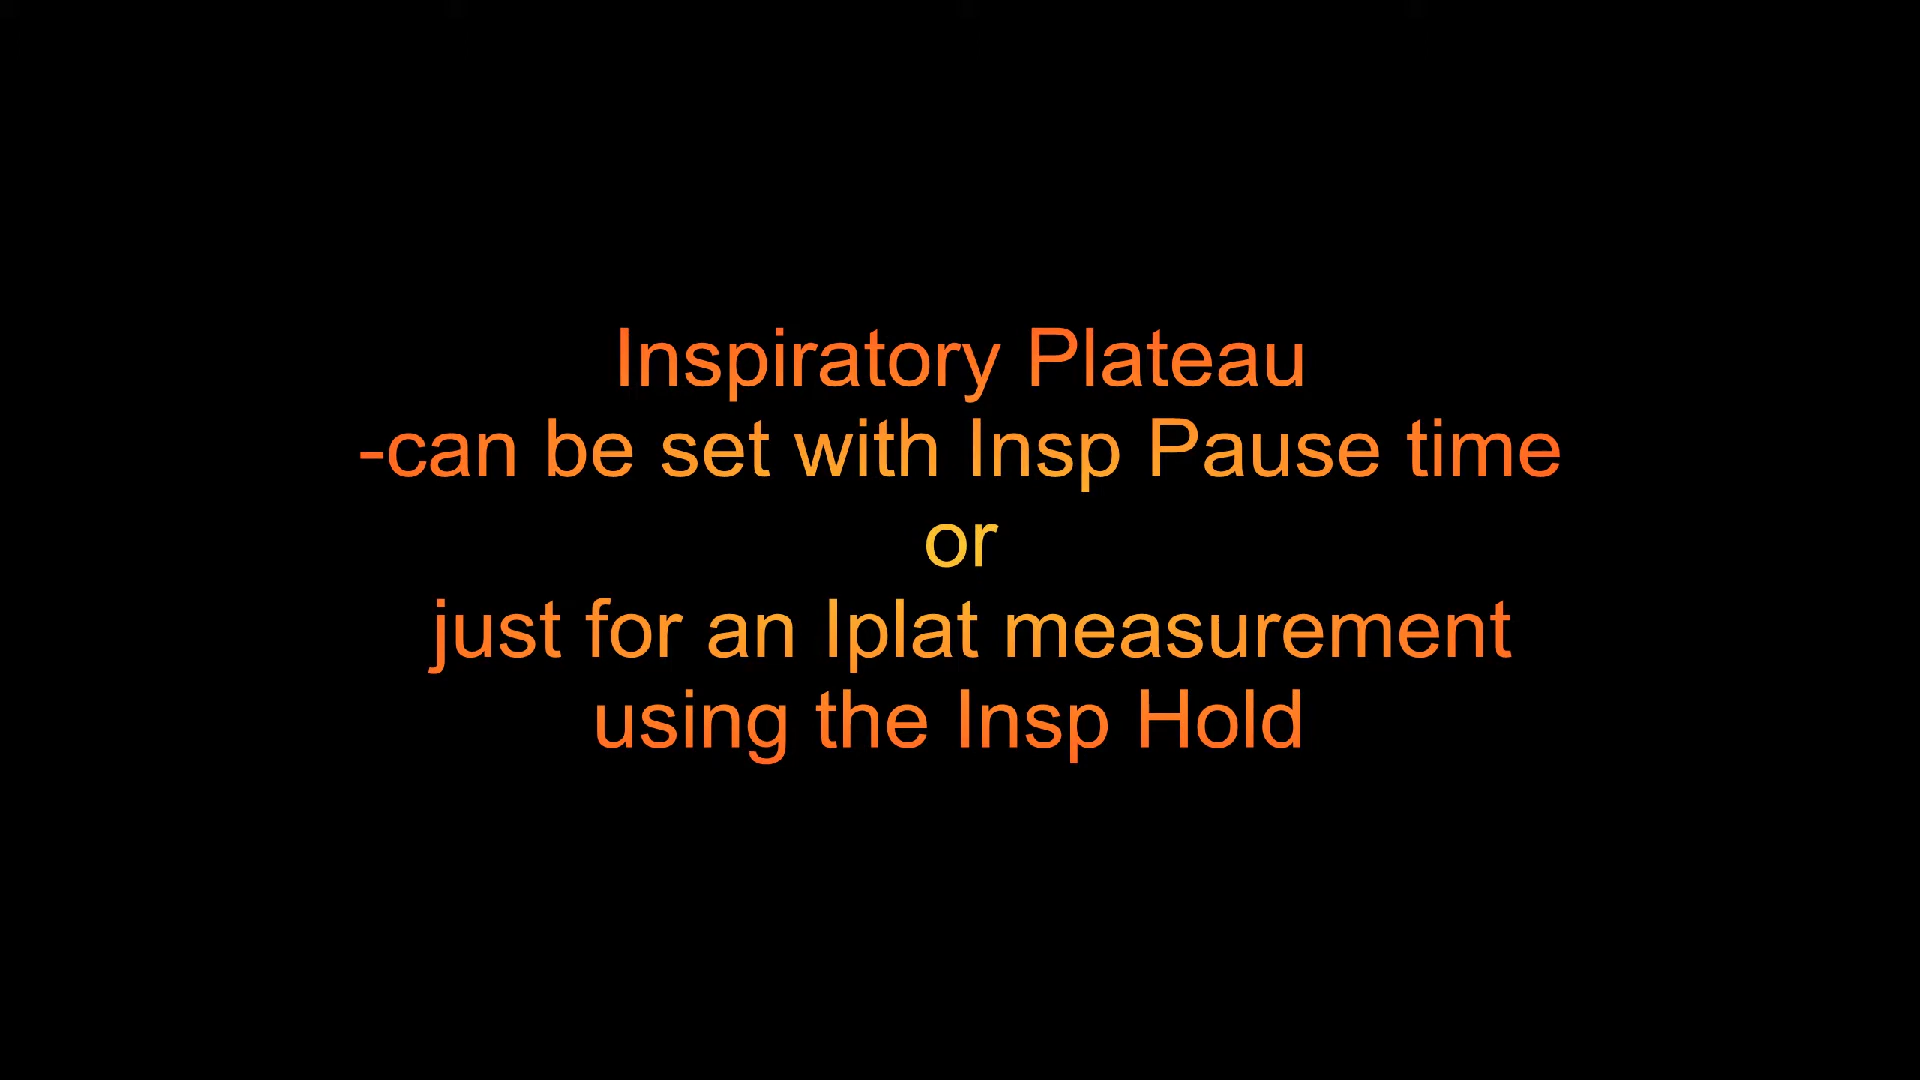 Inspiratory Plateau
-can be set with Insp Pause time
or
just for an Iplat measurement
using the Insp Hold